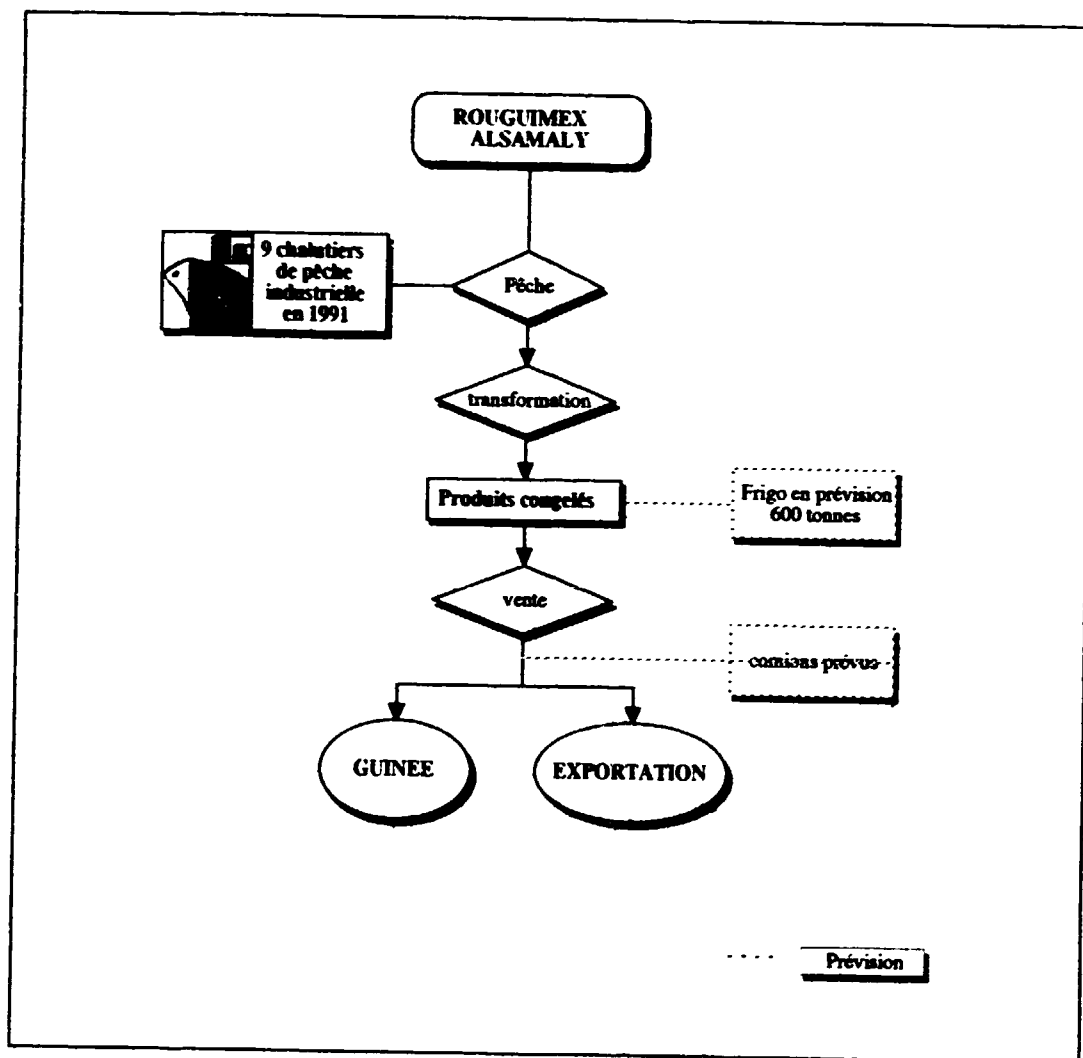 ROUGUIMEX
ALSAMALY
9 chalutiers
de pêche
industrielle
en 1991
Pêche
transformation
Produits congelés
Frigo en prévision
600 tonnes
vente
camions prévus
GUINEE
EXPORTATION
Prévision